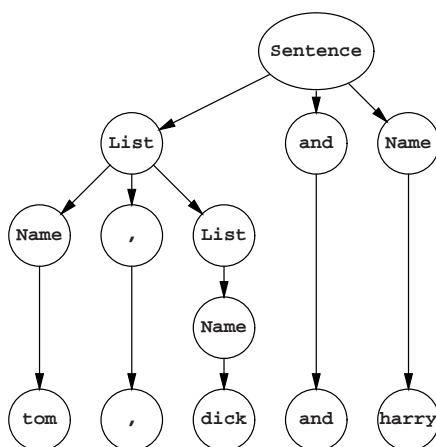 Sentence
List and Name
Name , List
Name
tom , dick and harry